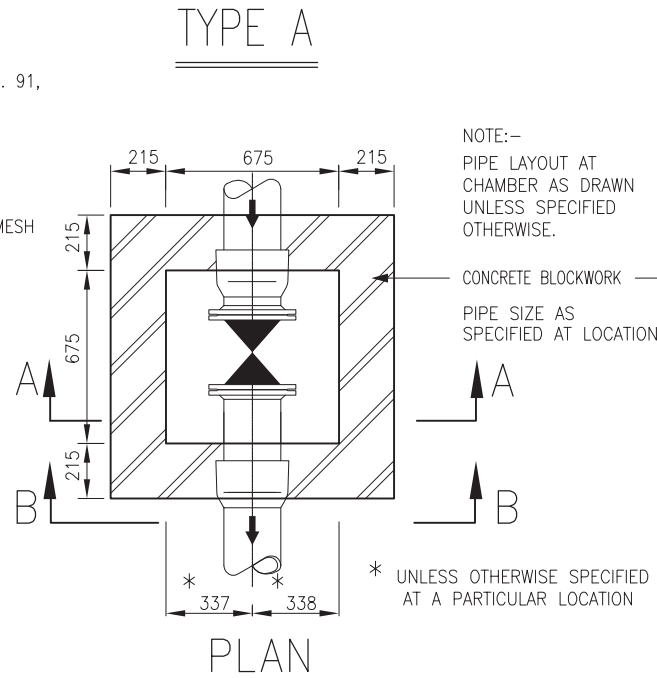 TYPE A
. 91,
MESH
215 675 215
215
675
215
NOTE:–
PIPE LAYOUT AT
CHAMBER AS DRAWN
UNLESS SPECIFIED
OTHERWISE.
CONCRETE BLOCKWORK
PIPE SIZE AS
SPECIFIED AT LOCATION
A A
B B
* *
337 338
* UNLESS OTHERWISE SPECIFIED
AT A PARTICULAR LOCATION
PLAN